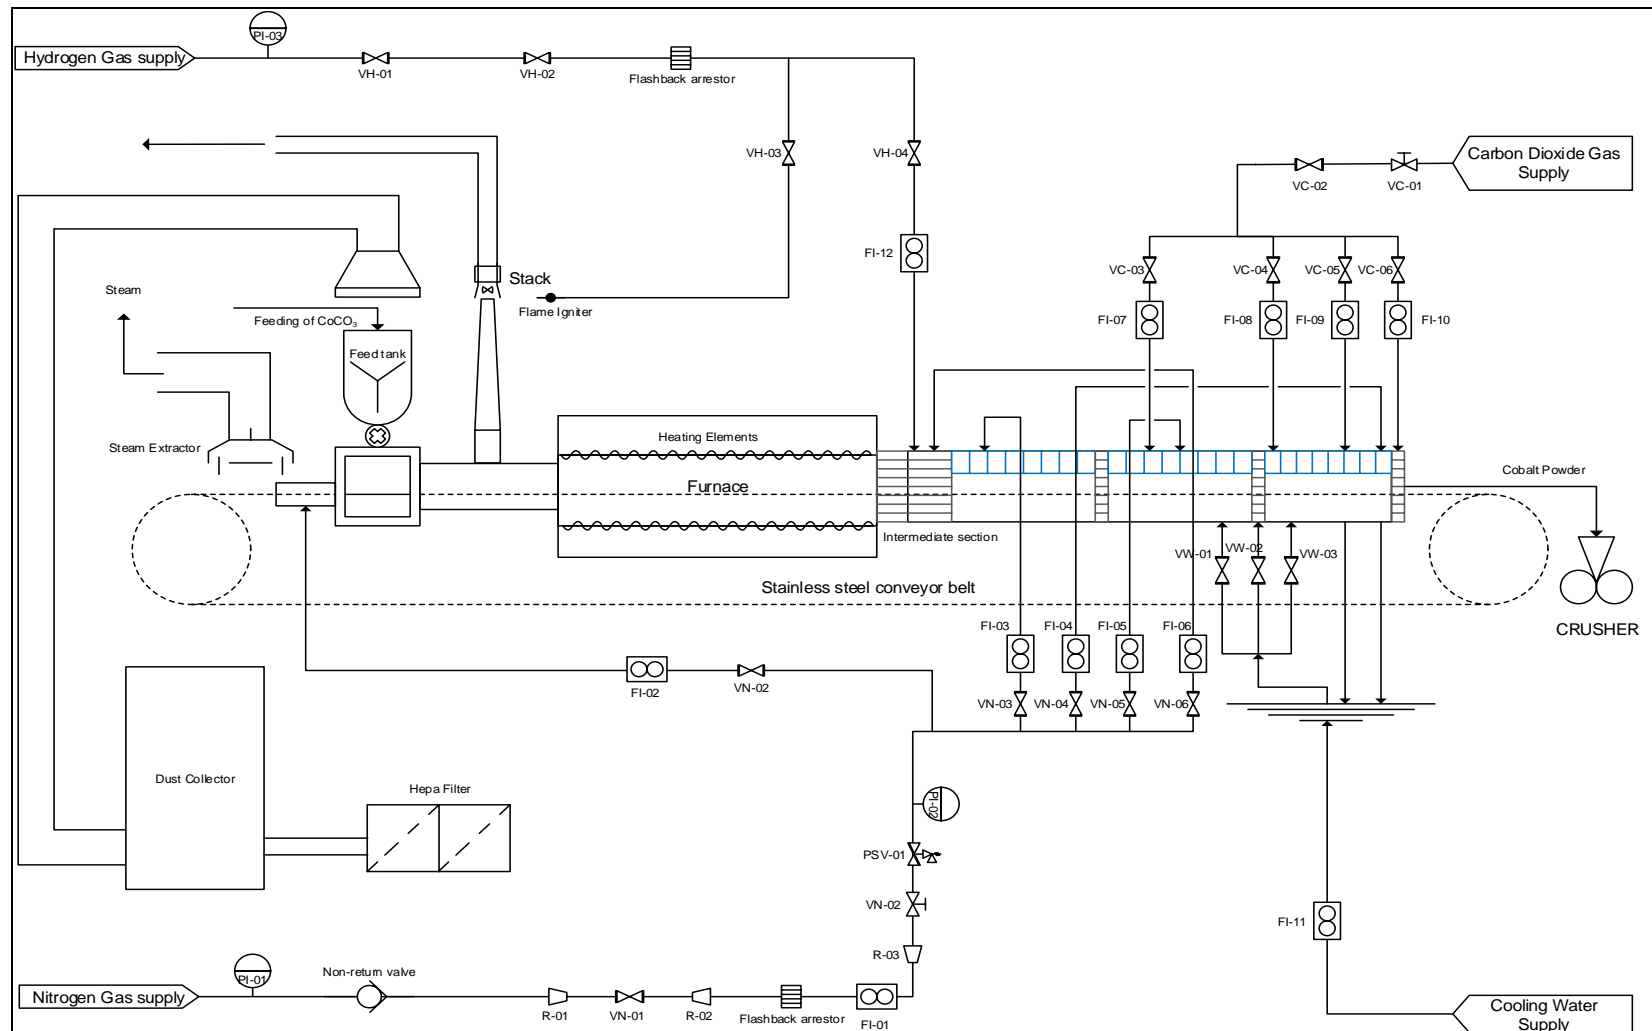 PI-03
Hydrogen Gas supply
VH-01
VH-02
Flashback arrestor
VH-03
VH-04
Carbon Dioxide Gas
Supply
VC-02
VC-01
FI-12
VC-03
VC-04
VC-05
VC-06
Stack
Steam
Flame Igniter
Feeding of CoCO₃
FI-07
FI-08
FI-09
FI-10
Feed tank
Steam Extractor
Heating Elements
Furnace
Cobalt Powder
Intermediate section
VW-01
VW-02
VW-03
Stainless steel conveyor belt
CRUSHER
FI-03
FI-04
FI-05
FI-06
FI-02
VN-02
VN-03
VN-04
VN-05
VN-06
Dust Collector
Hepa Filter
PI-02
PSV-01
VN-02
FI-11
R-03
PI-01
Non-return valve
Nitrogen Gas supply
R-01
VN-01
R-02
Flashback arrestor
FI-01
Cooling Water
Supply